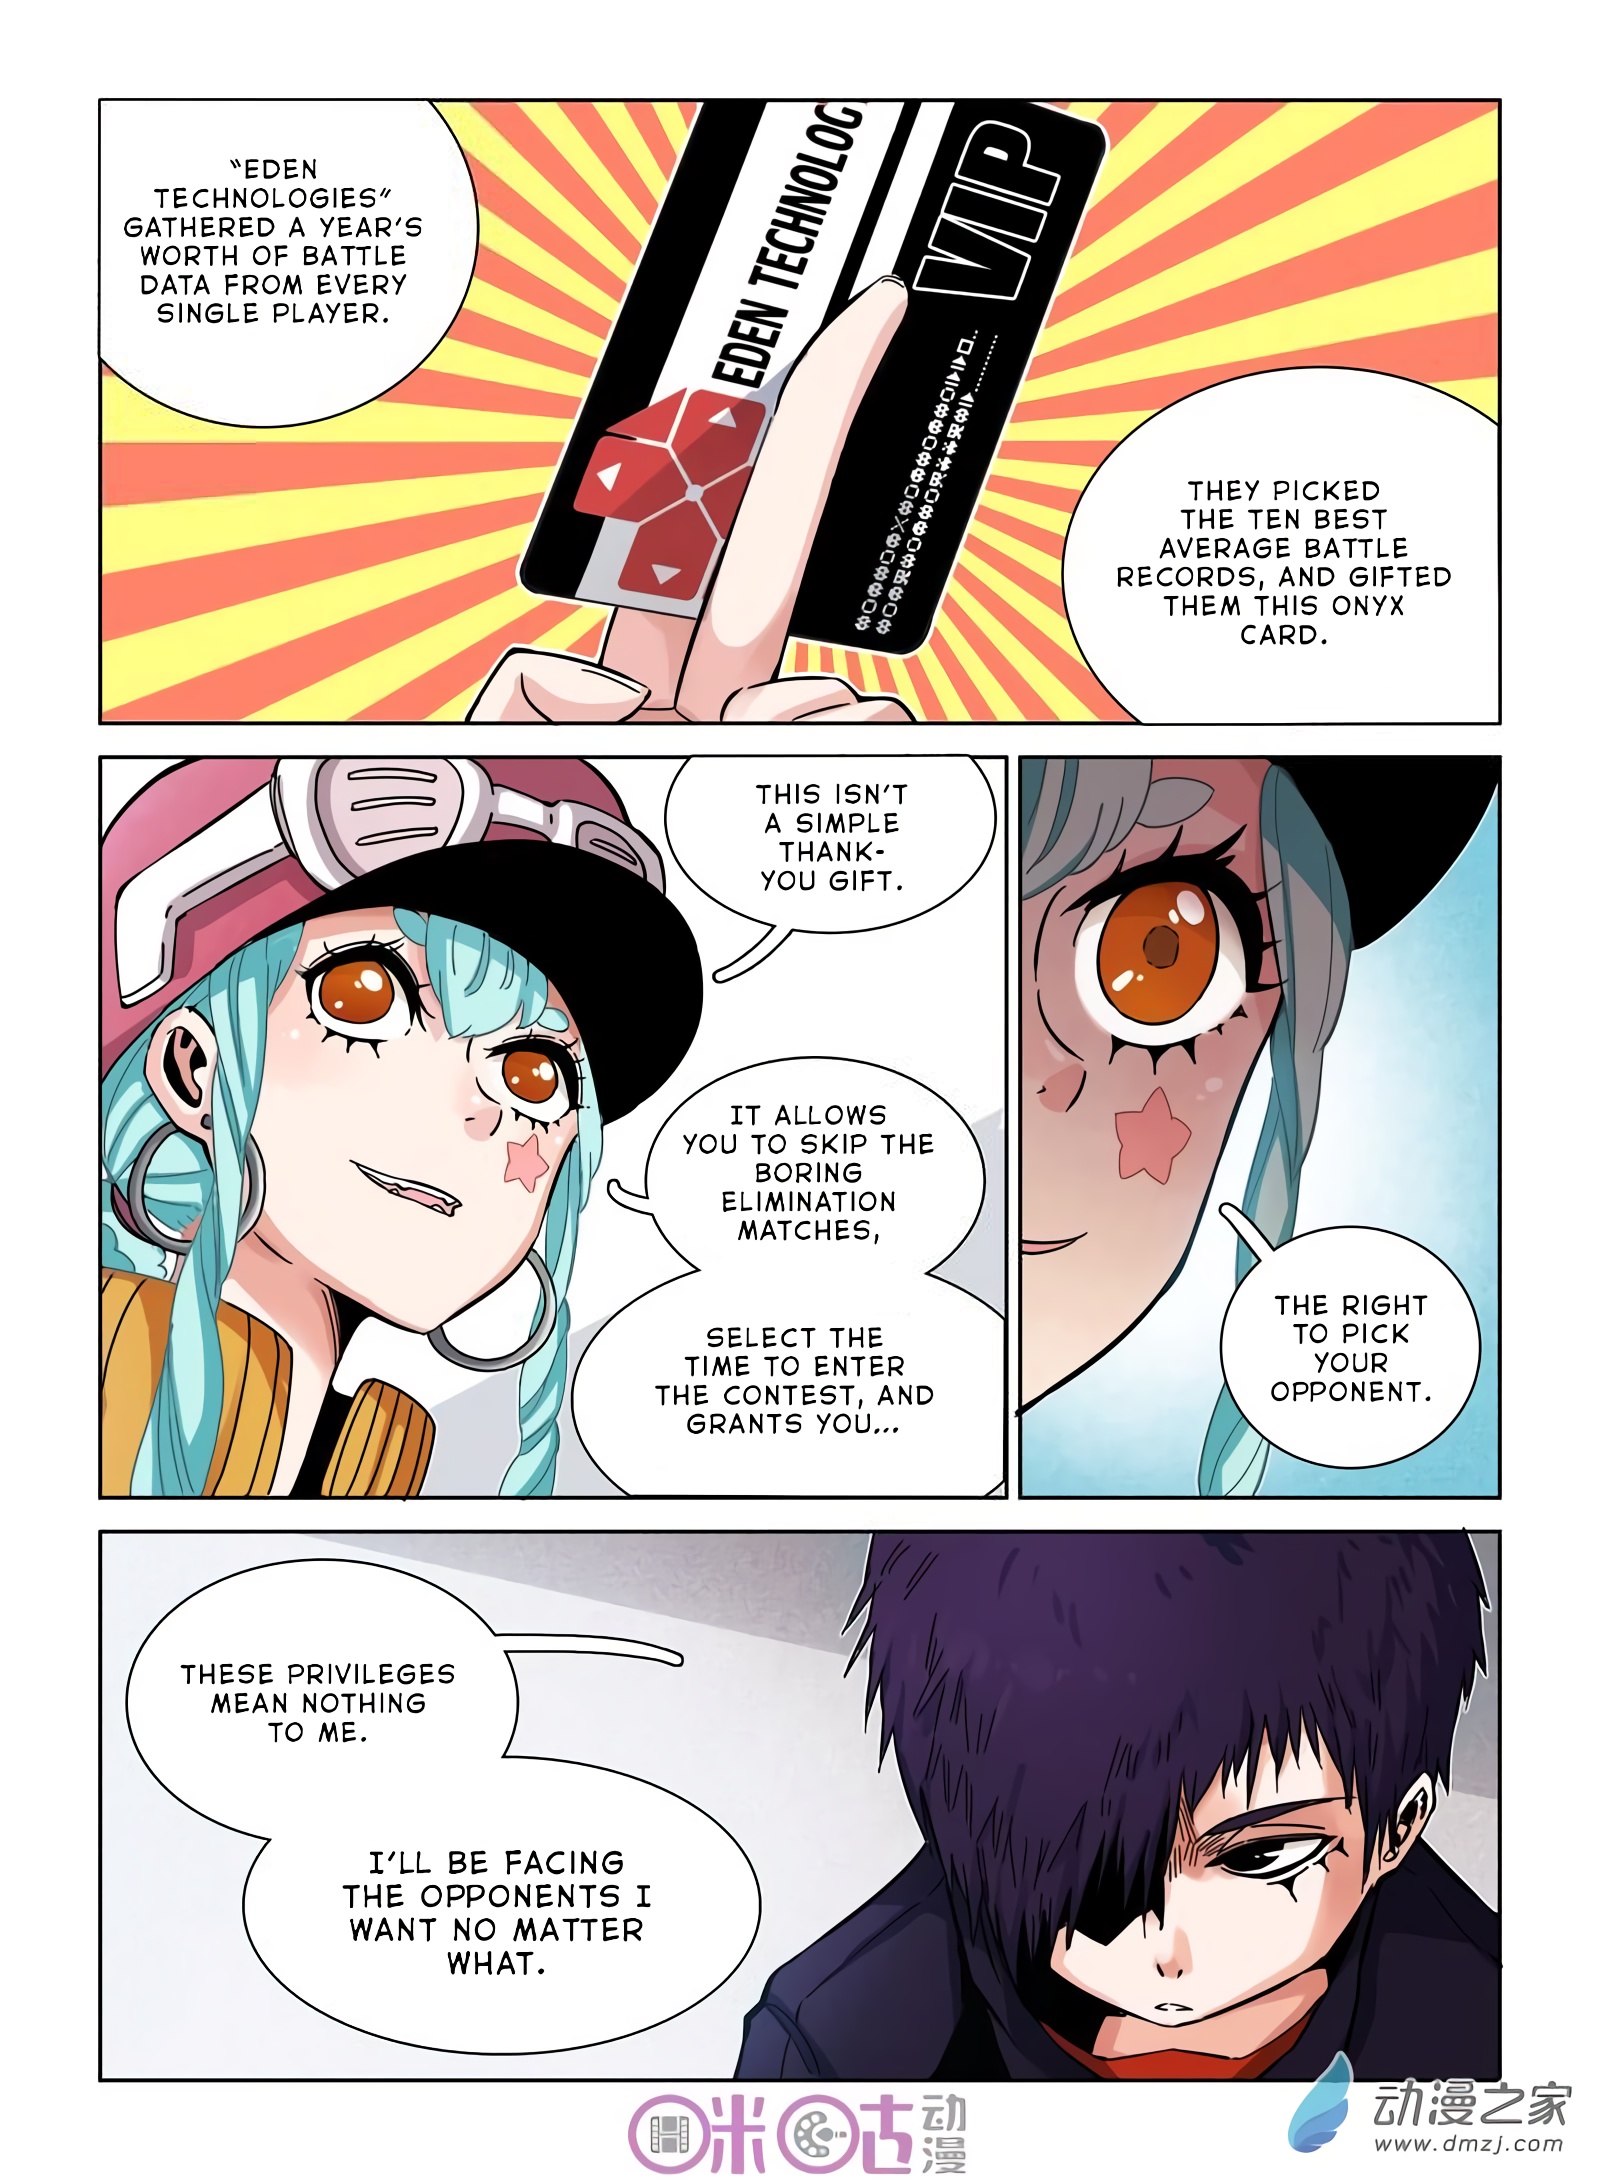 “EDEN
TECHNOLOGIES”
GATHERED A YEAR'S
WORTH OF BATTLE
DATA FROM EVERY
SINGLE PLAYER.
EDEN TECHNOLOG
VIP
THEY PICKED
THE TEN BEST
AVERAGE BATTLE
RECORDS, AND GIFTED
THEM THIS ONYX
CARD.
THIS ISN'T
A SIMPLE
THANK-
YOU GIFT.
IT ALLOWS
YOU TO SKIP THE
BORING
ELIMINATION
MATCHES,
SELECT THE
TIME TO ENTER
THE CONTEST, AND
GRANTS YOU...
THE RIGHT
TO PICK
YOUR
OPPONENT.
THESE PRIVILEGES
MEAN NOTHING
TO ME.
I'LL BE FACING
THE OPPONENTS I
WANT NO MATTER
WHAT.
咪咕动漫
动漫之家
www.dmzj.com